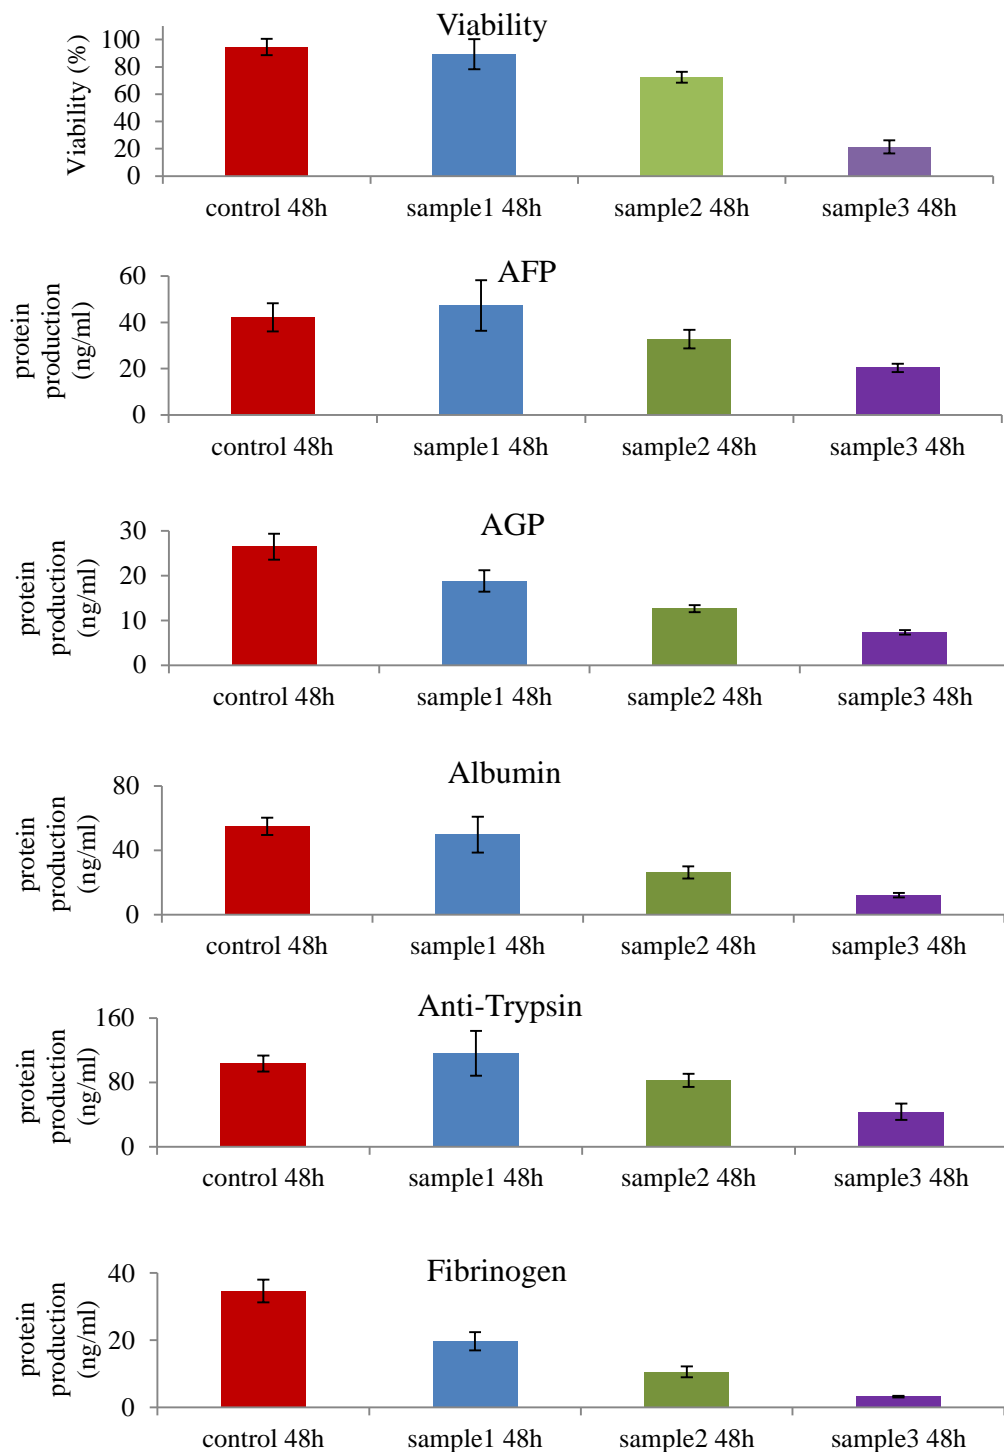 Viability
Viability (%)
100
80
60
40
20
0
control 48h sample1 48h sample2 48h sample3 48h
AFP
protein
production
(ng/ml)
60
40
20
0
control 48h sample1 48h sample2 48h sample3 48h
AGP
protein
production
(ng/ml)
30
20
10
0
control 48h sample1 48h sample2 48h sample3 48h
Albumin
protein
production
(ng/ml)
80
40
0
control 48h sample1 48h sample2 48h sample3 48h
Anti-Trypsin
protein
production
(ng/ml)
160
80
0
control 48h sample1 48h sample2 48h sample3 48h
Fibrinogen
protein
production
(ng/ml)
40
20
0
control 48h sample1 48h sample2 48h sample3 48h